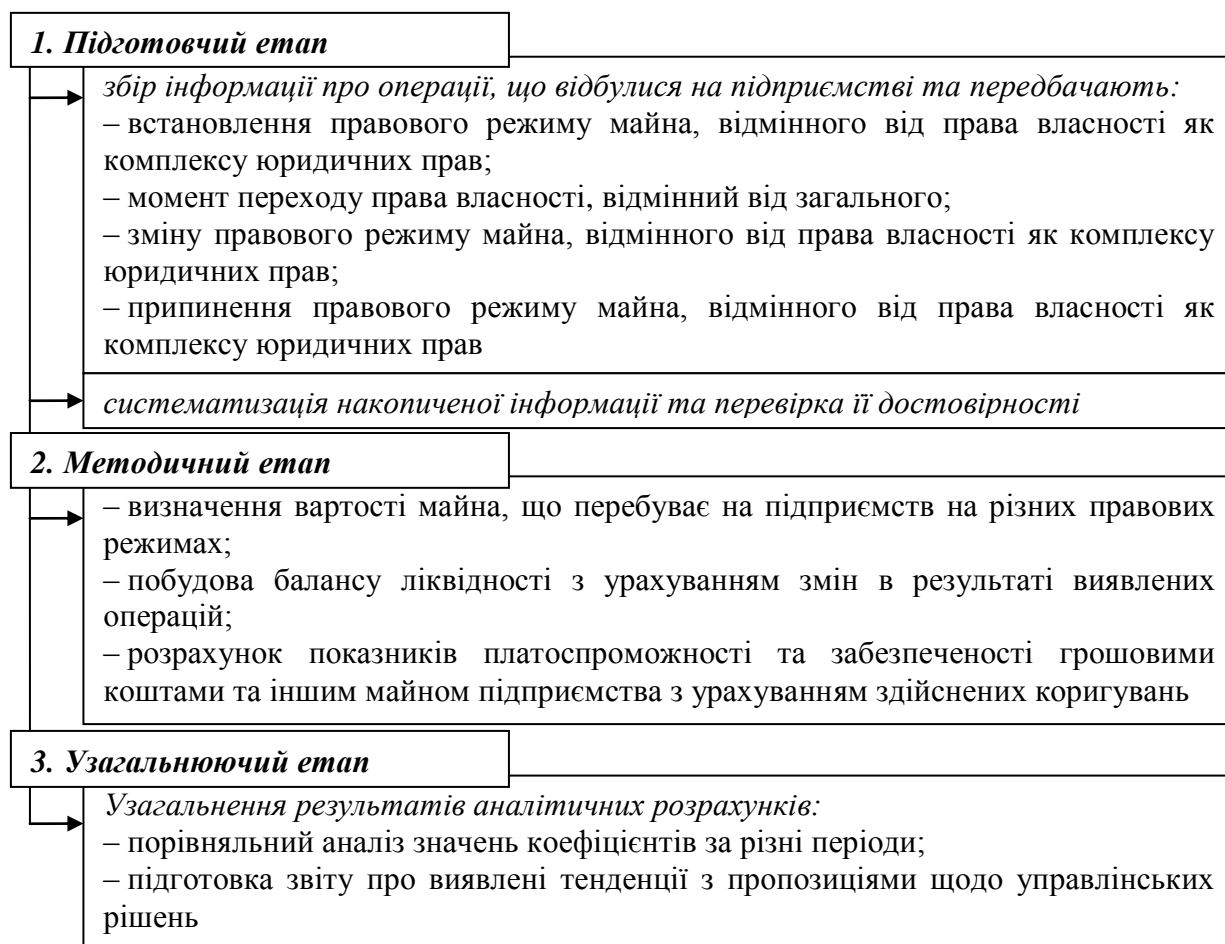 1. Підготовчий етап
збір інформації про операції, що відбулися на підприємстві та передбачають:
– встановлення правового режиму майна, відмінного від права власності як
комплексу юридичних прав;
– момент переходу права власності, відмінний від загального;
– зміну правового режиму майна, відмінного від права власності як комплексу
юридичних прав;
– припинення правового режиму майна, відмінного від права власності як
комплексу юридичних прав
систематизація накопиченої інформації та перевірка її достовірності
2. Методичний етап
– визначення вартості майна, що перебуває на підприємств на різних правових
режимах;
– побудова балансу ліквідності з урахуванням змін в результаті виявлених
операцій;
– розрахунок показників платоспроможності та забезпеченості грошовими
коштами та іншим майном підприємства з урахуванням здійснених коригувань
3. Узагальнюючий етап
Узагальнення результатів аналітичних розрахунків:
– порівняльний аналіз значень коефіцієнтів за різні періоди;
– підготовка звіту про виявлені тенденції з пропозиціями щодо управлінських
рішень